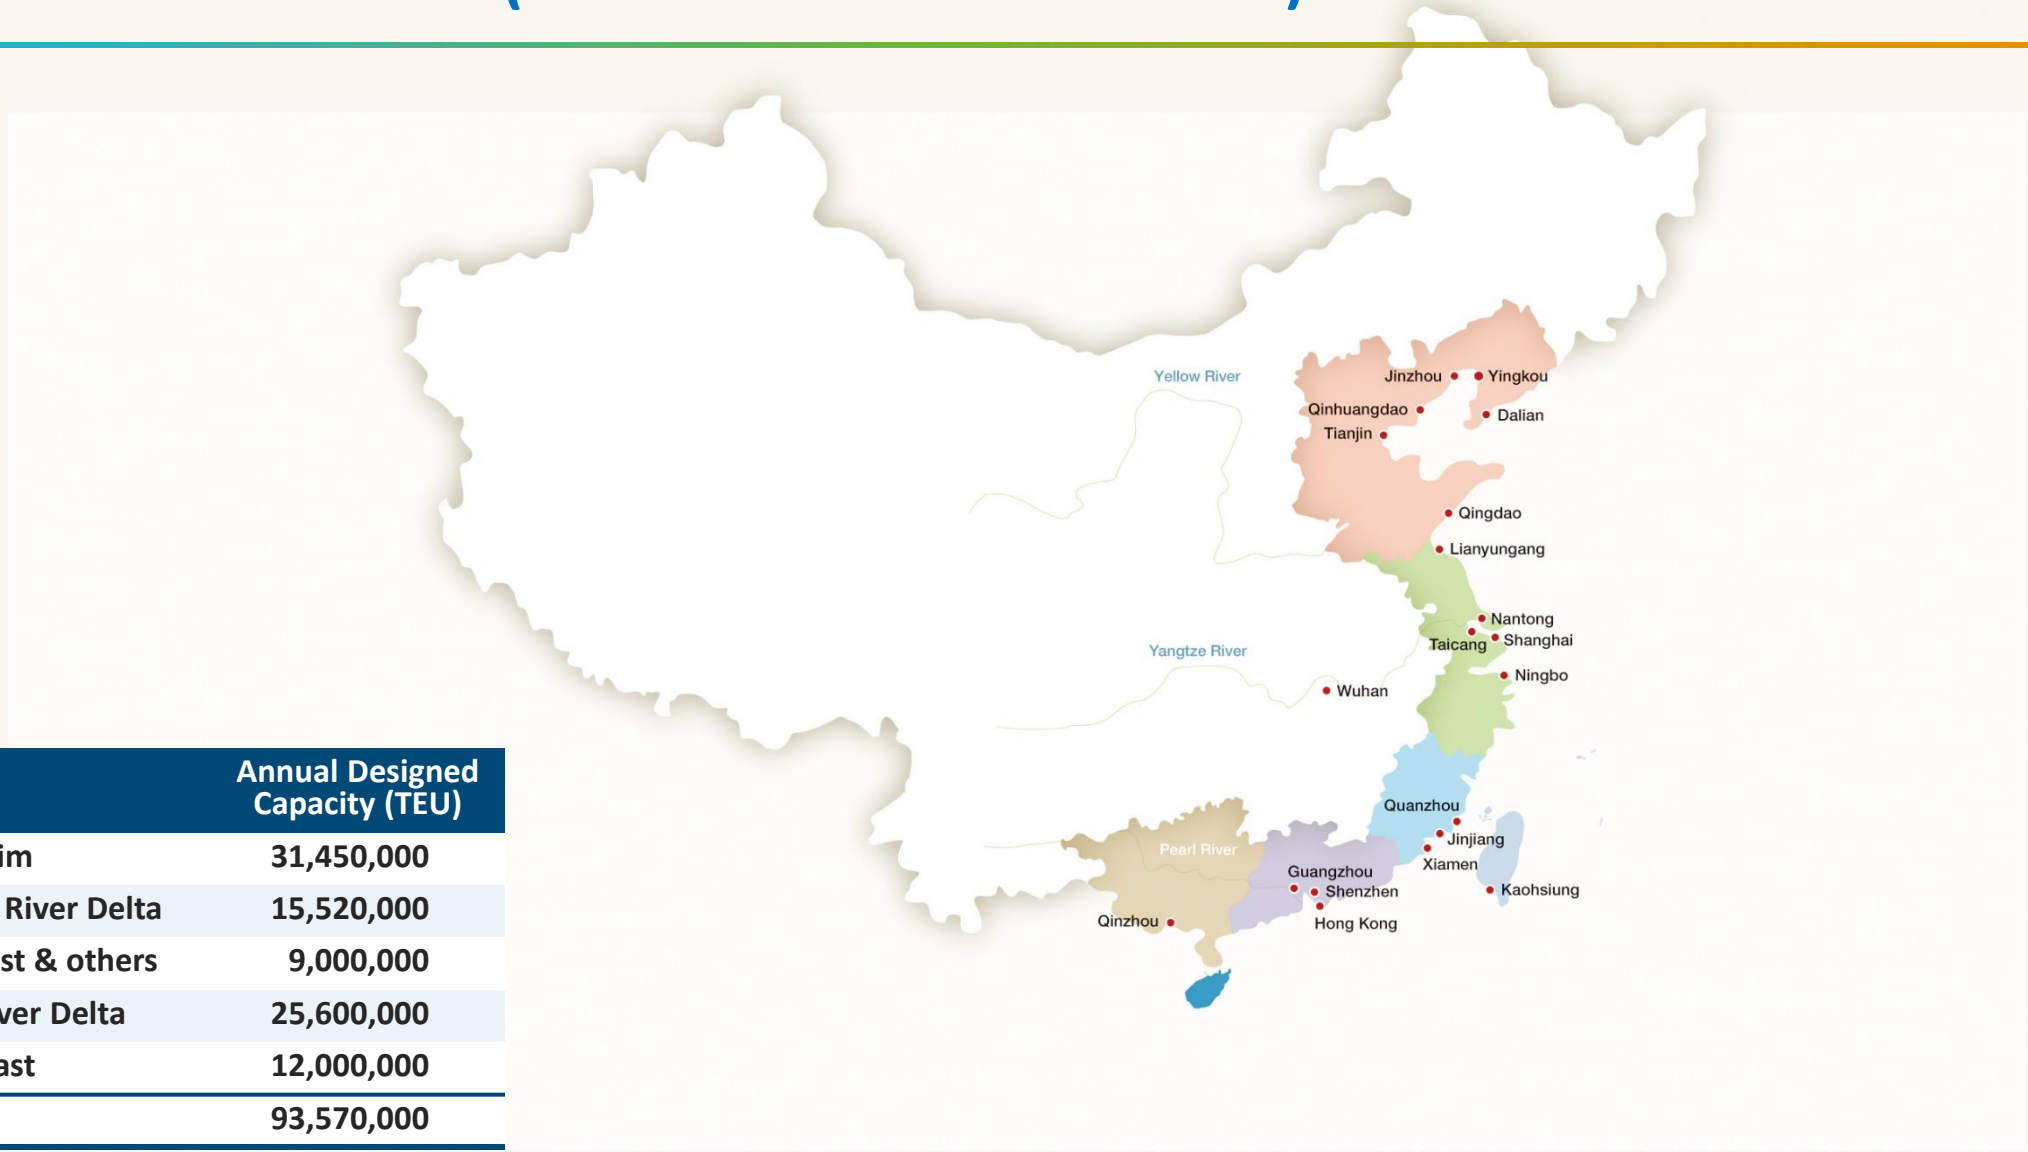 Yellow River
Jinzhou
Yingkou
Qinhuangdao
Dalian
Tianjin
Qingdao
Lianyungang
Nantong
Taicang
Shanghai
Yangtze River
Ningbo
Wuhan
Quanzhou
Jinjiang
Pearl River
Xiamen
Guangzhou
Shenzhen
Kaohsiung
Qinzhou
Hong Kong
Annual Designed
Capacity (TEU)
im 31,450,000
River Delta 15,520,000
st & others 9,000,000
ver Delta 25,600,000
ast 12,000,000
93,570,000